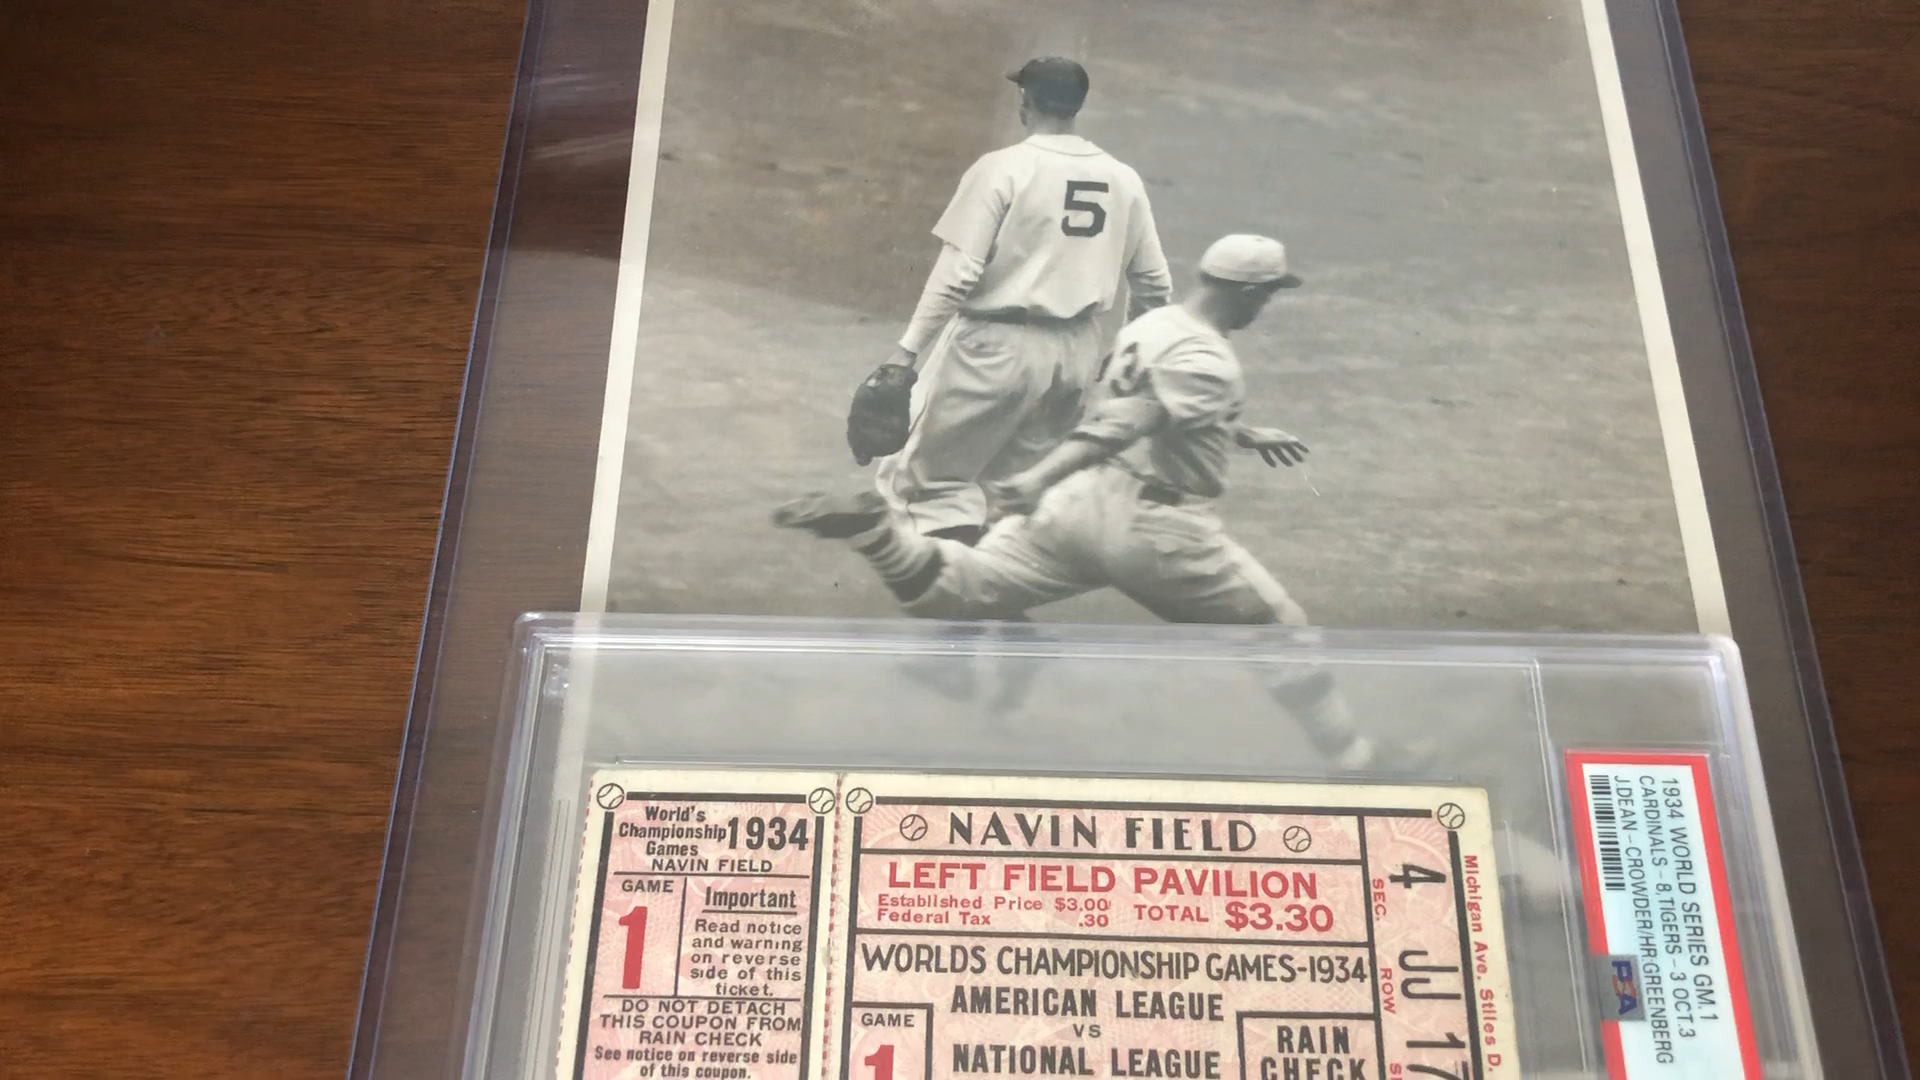 5
3
World's
Championship 1934
Games
NAVIN FIELD
GAME
1
Important
Read notice
and warning
on reverse
side of this
ticket.
DO NOT DETACH
THIS COUPON FROM
RAIN CHECK
See notice on reverse side
of this coupon.
NAVIN FIELD
LEFT FIELD PAVILION
Established Price $3.00
Federal Tax .30
TOTAL $3.30
WORLDS CHAMPIONSHIP GAMES-1934
AMERICAN LEAGUE
VS
NATIONAL LEAGUE
GAME
1
RAIN
CHECK
SEC. 4
ROW JJ
17
Michigan Ave. Stiles D.
1934 WORLD SERIES GM.1
CARDINALS - 8, TIGERS - 3 OCT.3
J.DEAN - CROWDER/HR:GREENBERG
PSA